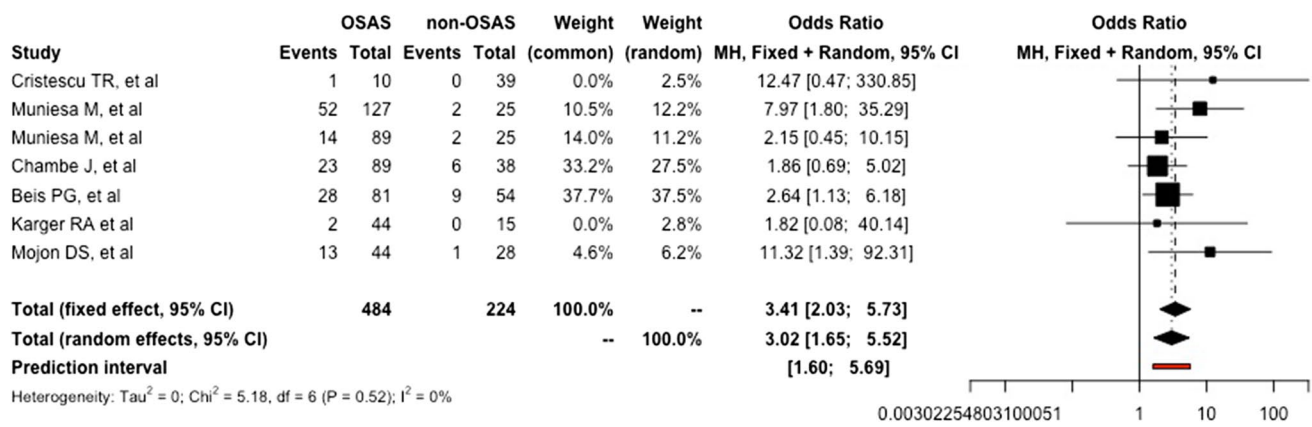 OSAS non-OSAS Weight Weight Odds Ratio Odds Ratio
Study Events Total Events Total (common) (random) MH, Fixed + Random, 95% CI MH, Fixed + Random, 95% CI
Cristescu TR, et al 1 10 0 39 0.0% 2.5% 12.47 [0.47; 330.85]
Muniesa M, et al 52 127 2 25 10.5% 12.2% 7.97 [1.80; 35.29]
Muniesa M, et al 14 89 2 25 14.0% 11.2% 2.15 [0.45; 10.15]
Chambe J, et al 23 89 6 38 33.2% 27.5% 1.86 [0.69; 5.02]
Beis PG, et al 28 81 9 54 37.7% 37.5% 2.64 [1.13; 6.18]
Karger RA et al 2 44 0 15 0.0% 2.8% 1.82 [0.08; 40.14]
Mojon DS, et al 13 44 1 28 4.6% 6.2% 11.32 [1.39; 92.31]
Total (fixed effect, 95% CI) 484 224 100.0% -- 3.41 [2.03; 5.73]
Total (random effects, 95% CI) -- 100.0% 3.02 [1.65; 5.52]
Prediction interval [1.60; 5.69]
Heterogeneity: Tau² = 0; Chi² = 5.18, df = 6 (P = 0.52); I² = 0%
0.00302254803100051 1 10 100